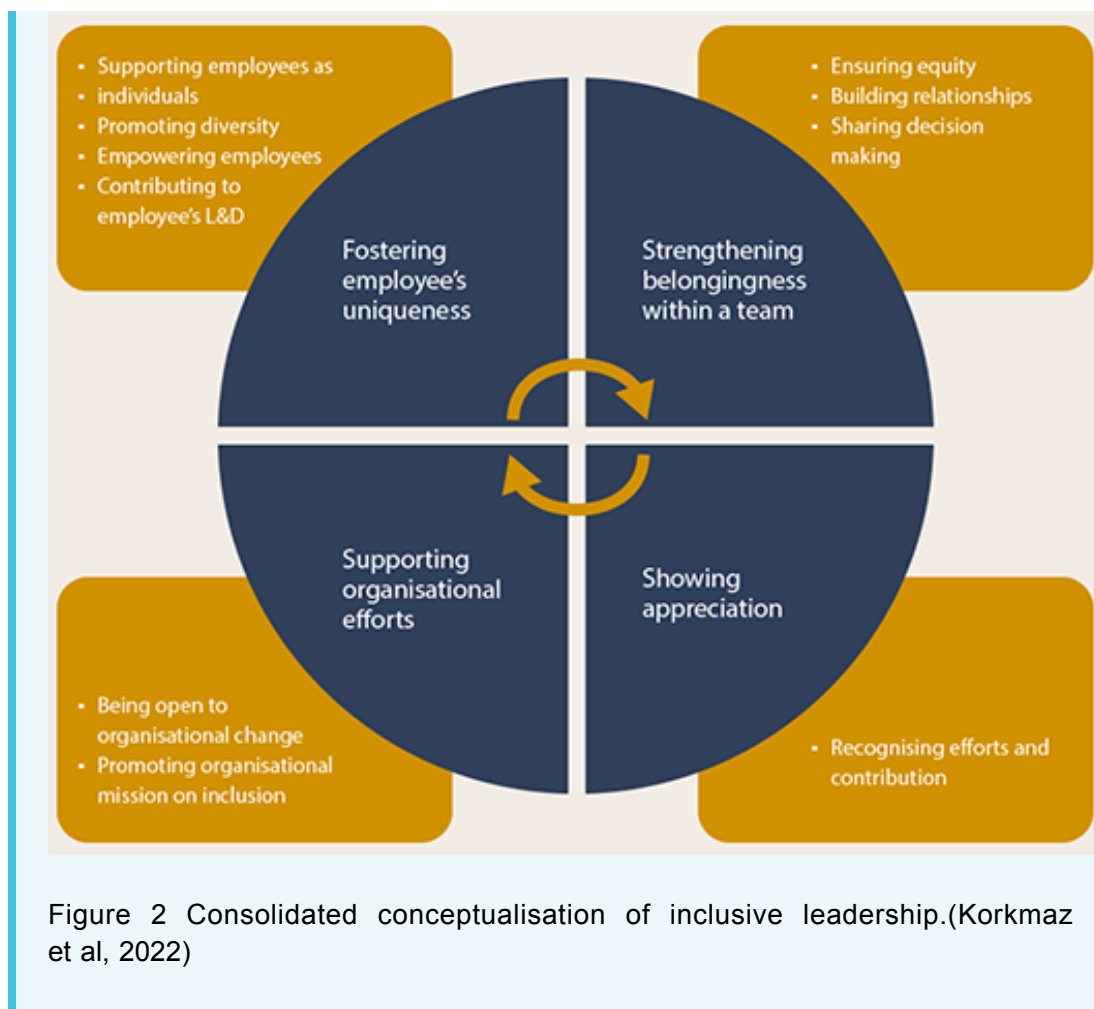 ▪ Supporting employees as
▪ individuals
▪ Promoting diversity
▪ Empowering employees
▪ Contributing to
employee's L&D
Fostering
employee's
uniqueness
▪ Ensuring equity
▪ Building relationships
▪ Sharing decision
making
Strengthening
belongingness
within a team
Supporting
organisational
efforts
▪ Being open to
organisational change
▪ Promoting organisational
mission on inclusion
Showing
appreciation
▪ Recognising efforts and
contribution
Figure 2 Consolidated conceptualisation of inclusive leadership.(Korkmaz
et al, 2022)